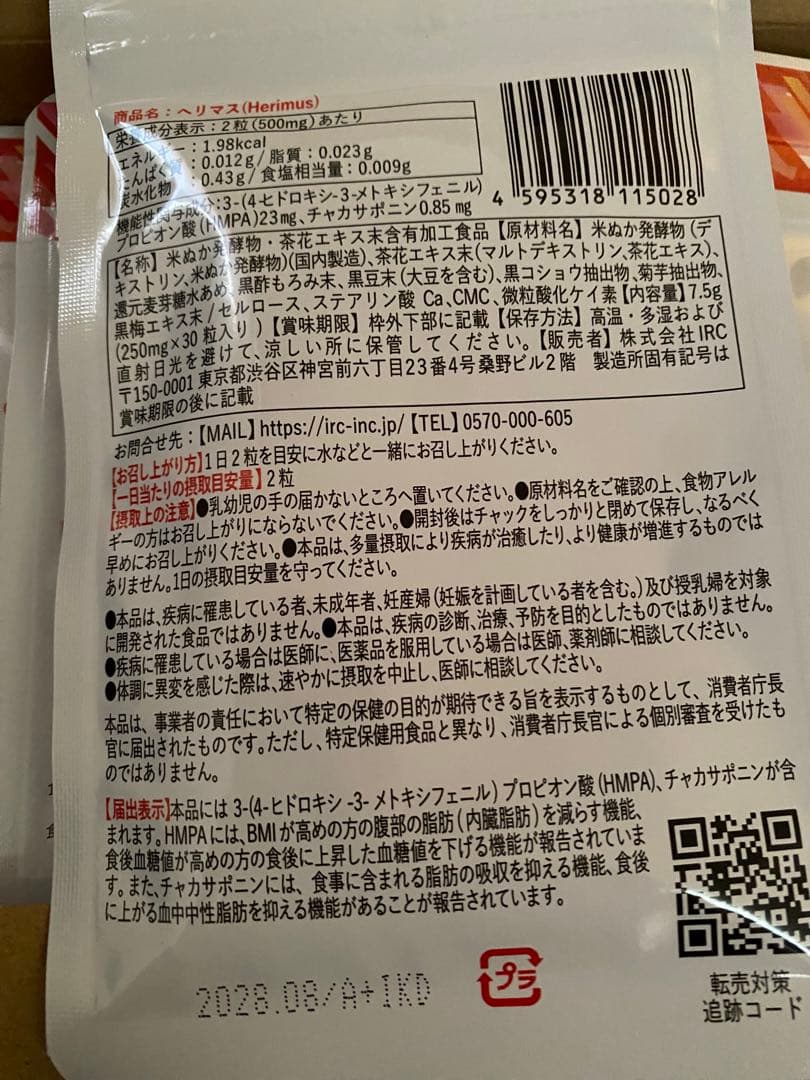 商品名：ヘリマス(Herimus)
栄養成分表示：2粒(500mg)あたり
エネルギー：1.98kcal
たんぱく質：0.012g/脂質：0.023g
炭水化物：0.43g/食塩相当量：0.009g
機能性関与成分:3-(4-ヒドロキシ-3-メトキシフェニル)
プロピオン酸(HMPA)23mg、チャカサポニン0.85mg
4 595318 115028
【名称】米ぬか発酵物・茶花エキス末含有加工食品【原材料名】米ぬか発酵物(デ
キストリン、米ぬか発酵物)(国内製造)、茶花エキス末(マルトデキストリン、茶花エキス)、
還元麦芽糖水あめ、黒酢もろみ末、黒豆末(大豆を含む)、黒コショウ抽出物、菊芋抽出物、
黒梅エキス末/セルロース、ステアリン酸Ca、CMC、微粒酸化ケイ素【内容量】7.5g
(250mg×30粒入り)【賞味期限】枠外下部に記載【保存方法】高温・多湿および
直射日光を避けて、涼しい所に保管してください。【販売者】株式会社IRC
〒150-0001 東京都渋谷区神宮前六丁目23番4号桑野ビル2階 製造所固有記号は
賞味期限の後に記載
お問合せ先：【MAIL】https://irc-inc.jp/【TEL】0570-000-605
【お召し上がり方】1日2粒を目安に水などと一緒にお召し上がりください。
【一日当たりの摂取目安量】2粒
【摂取上の注意】●乳幼児の手の届かないところへ置いてください。●原材料名をご確認の上、食物アレル
ギーの方はお召し上がりにならないでください。●開封後はチャックをしっかりと閉めて保存し、なるべく
早めにお召し上がりください。●本品は、多量摂取により疾病が治癒したり、より健康が増進するものでは
ありません。1日の摂取目安量を守ってください。
●本品は、疾病に罹患している者、未成年者、妊産婦(妊娠を計画している者を含む。)及び授乳婦を対象
に開発された食品ではありません。●本品は、疾病の診断、治療、予防を目的としたものではありません。
●疾病に罹患している場合は医師に、医薬品を服用している場合は医師、薬剤師に相談してください。
●体調に異変を感じた際は、速やかに摂取を中止し、医師に相談してください。
本品は、事業者の責任において特定の保健の目的が期待できる旨を表示するものとして、消費者庁長
官に届出されたものです。ただし、特定保健用食品と異なり、消費者庁長官による個別審査を受けたも
のではありません。
【届出表示】本品には3-(4-ヒドロキシ-3-メトキシフェニル)プロピオン酸(HMPA)、チャカサポニンが含
まれます。HMPAには、BMIが高めの方の腹部の脂肪(内臓脂肪)を減らす機能、
食後血糖値が高めの方の食後に上昇した血糖値を下げる機能が報告されていま
す。また、チャカサポニンには、食事に含まれる脂肪の吸収を抑える機能、食後
に上がる血中中性脂肪を抑える機能があることが報告されています。
2028.08/A+IKD
プラ
転売対策
追跡コード